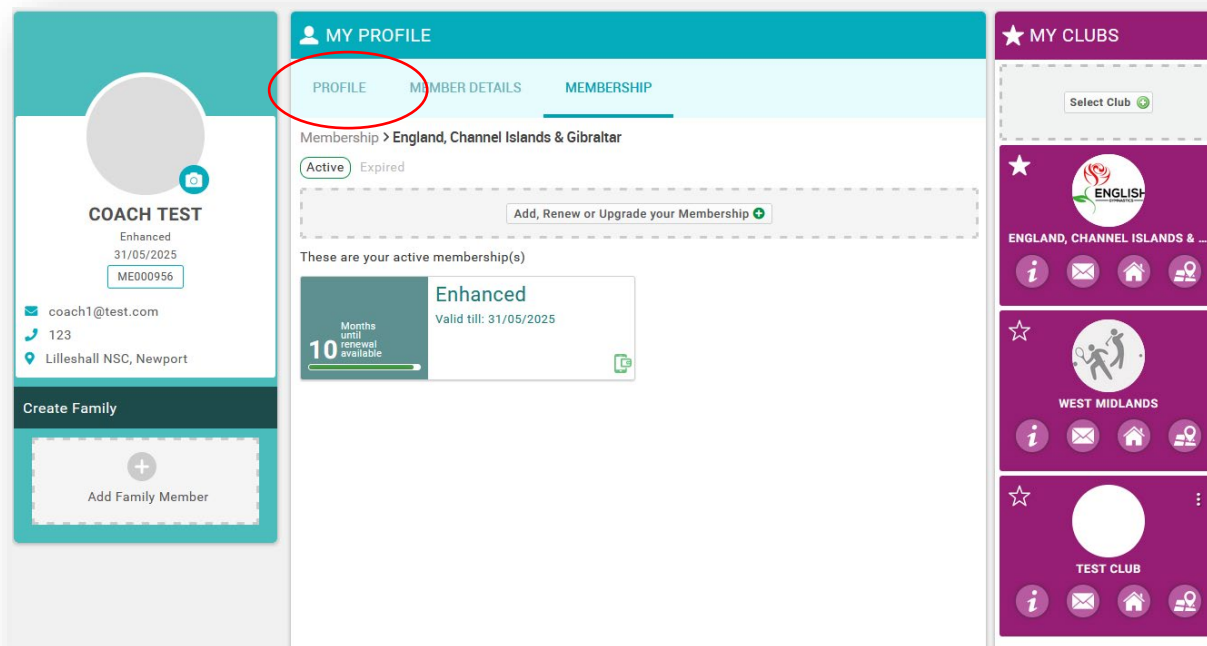 COACH TEST
Enhanced
31/05/2025
ME000956
coach1@test.com
123
Lilleshall NSC, Newport
Create Family
Add Family Member
MY PROFILE
PROFILE MEMBER DETAILS MEMBERSHIP
Membership > England, Channel Islands & Gibraltar
Active Expired
Add, Renew or Upgrade your Membership
These are your active membership(s)
Months
until
10 renewal
available
Enhanced
Valid till: 31/05/2025
MY CLUBS
Select Club
ENGLISH
GYMNASTICS
ENGLAND, CHANNEL ISLANDS & ...
WEST MIDLANDS
TEST CLUB